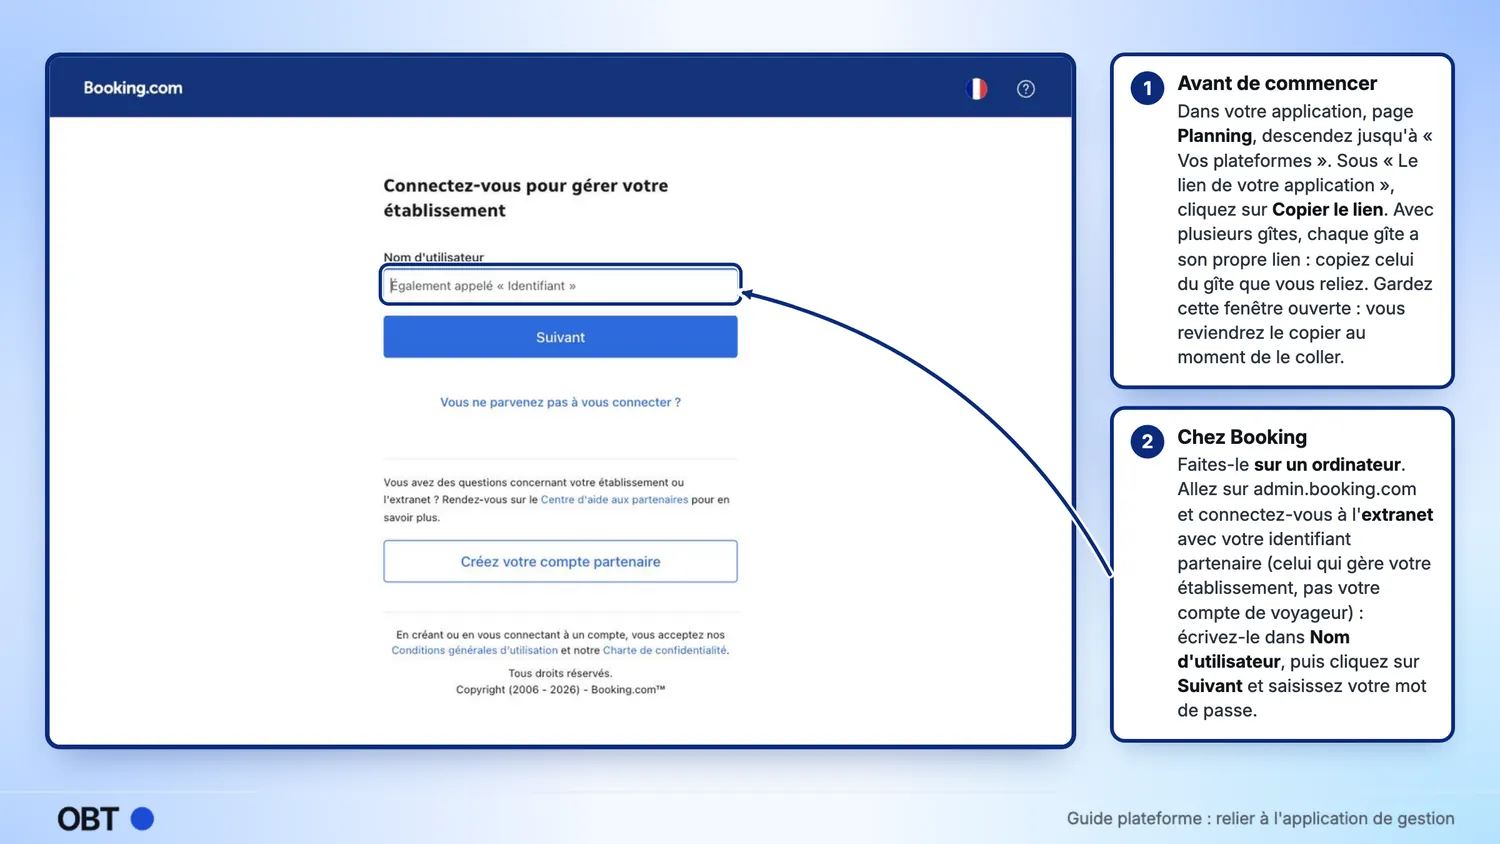 Booking.com
Connectez-vous pour gérer votre
établissement
Nom d'utilisateur
Également appelé « Identifiant »
Suivant
Vous ne parvenez pas à vous connecter ?
Vous avez des questions concernant votre établissement ou
l'extranet ? Rendez-vous sur le Centre d'aide aux partenaires pour en
savoir plus.
Créez votre compte partenaire
En créant ou en vous connectant à un compte, vous acceptez nos
Conditions générales d'utilisation et notre Charte de confidentialité.
Tous droits réservés.
Copyright (2006 - 2026) - Booking.com™
1
Avant de commencer
Dans votre application, page
Planning, descendez jusqu'à «
Vos plateformes ». Sous « Le
lien de votre application »,
cliquez sur Copier le lien. Avec
plusieurs gîtes, chaque gîte a
son propre lien : copiez celui
du gîte que vous reliez. Gardez
cette fenêtre ouverte : vous
reviendrez le copier au
moment de le coller.
2
Chez Booking
Faites-le sur un ordinateur.
Allez sur admin.booking.com
et connectez-vous à l'extranet
avec votre identifiant
partenaire (celui qui gère votre
établissement, pas votre
compte de voyageur) :
écrivez-le dans Nom
d'utilisateur, puis cliquez sur
Suivant et saisissez votre mot
de passe.
OBT
Guide plateforme : relier à l'application de gestion